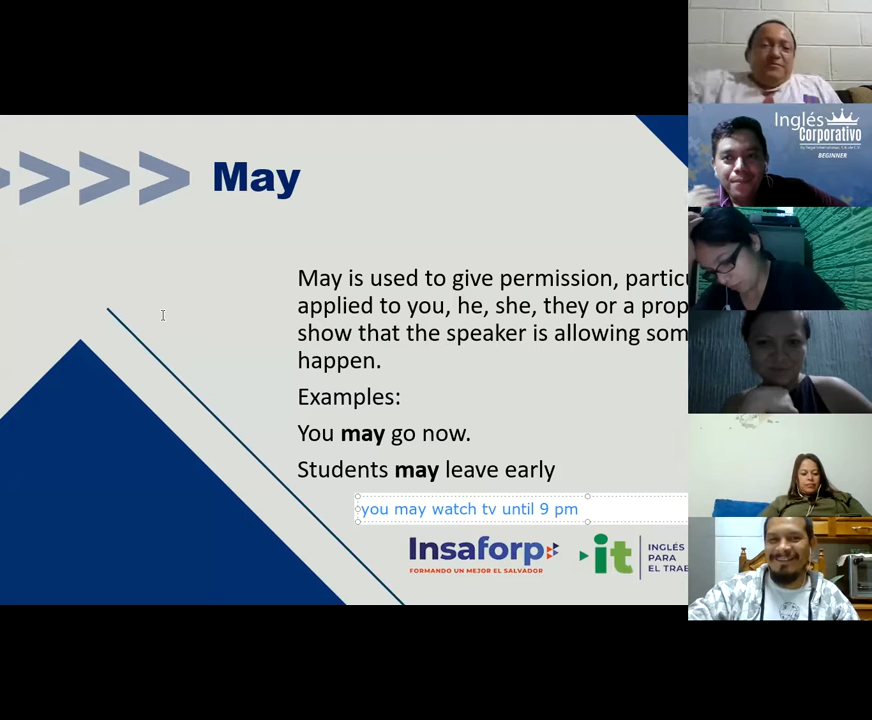 May
May is used to give permission, particu
applied to you, he, she, they or a prop
show that the speaker is allowing som
happen.
Examples:
You may go now.
Students may leave early
you may watch tv until 9 pm
Insaforp
FORMANDO UN MEJOR EL SALVADOR
it
INGLÉS
PARA
EL TRA
Inglés
Corporativo
BEGINNER